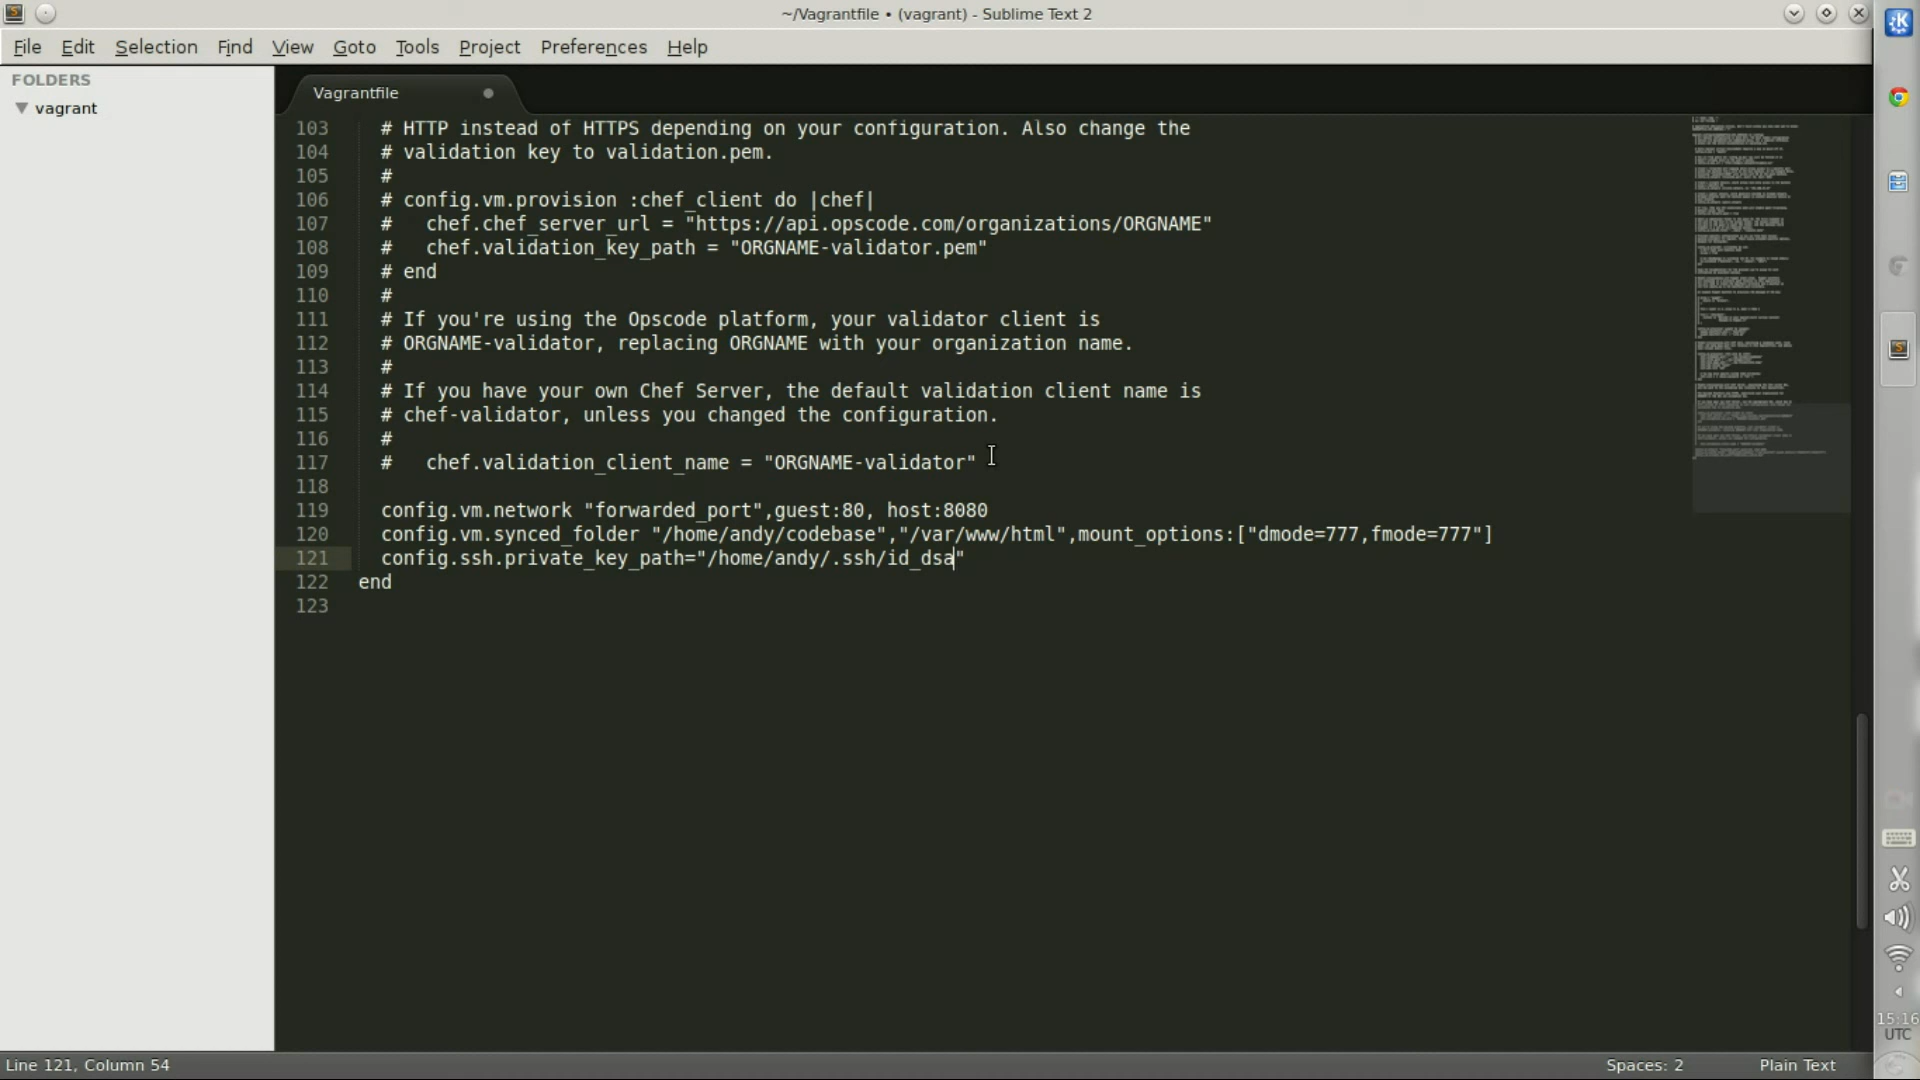 ~/Vagrantfile • (vagrant) - Sublime Text 2
File Edit Selection Find View Goto Tools Project Preferences Help
FOLDERS
vagrant
Vagrantfile
103 # HTTP instead of HTTPS depending on your configuration. Also change the
104 # validation key to validation.pem.
105 #
106 # config.vm.provision :chef_client do |chef|
107 #   chef.chef_server_url = "https://api.opscode.com/organizations/ORGNAME"
108 #   chef.validation_key_path = "ORGNAME-validator.pem"
109 # end
110 #
111 # If you're using the Opscode platform, your validator client is
112 # ORGNAME-validator, replacing ORGNAME with your organization name.
113 #
114 # If you have your own Chef Server, the default validation client name is
115 # chef-validator, unless you changed the configuration.
116 #
117 #   chef.validation_client_name = "ORGNAME-validator"
118
119 config.vm.network "forwarded_port",guest:80, host:8080
120 config.vm.synced_folder "/home/andy/codebase","/var/www/html",mount_options:["dmode=777,fmode=777"]
121 config.ssh.private_key_path="/home/andy/.ssh/id_dsa"
122 end
123
Line 121, Column 54
Spaces: 2
Plain Text
15:16
UTC